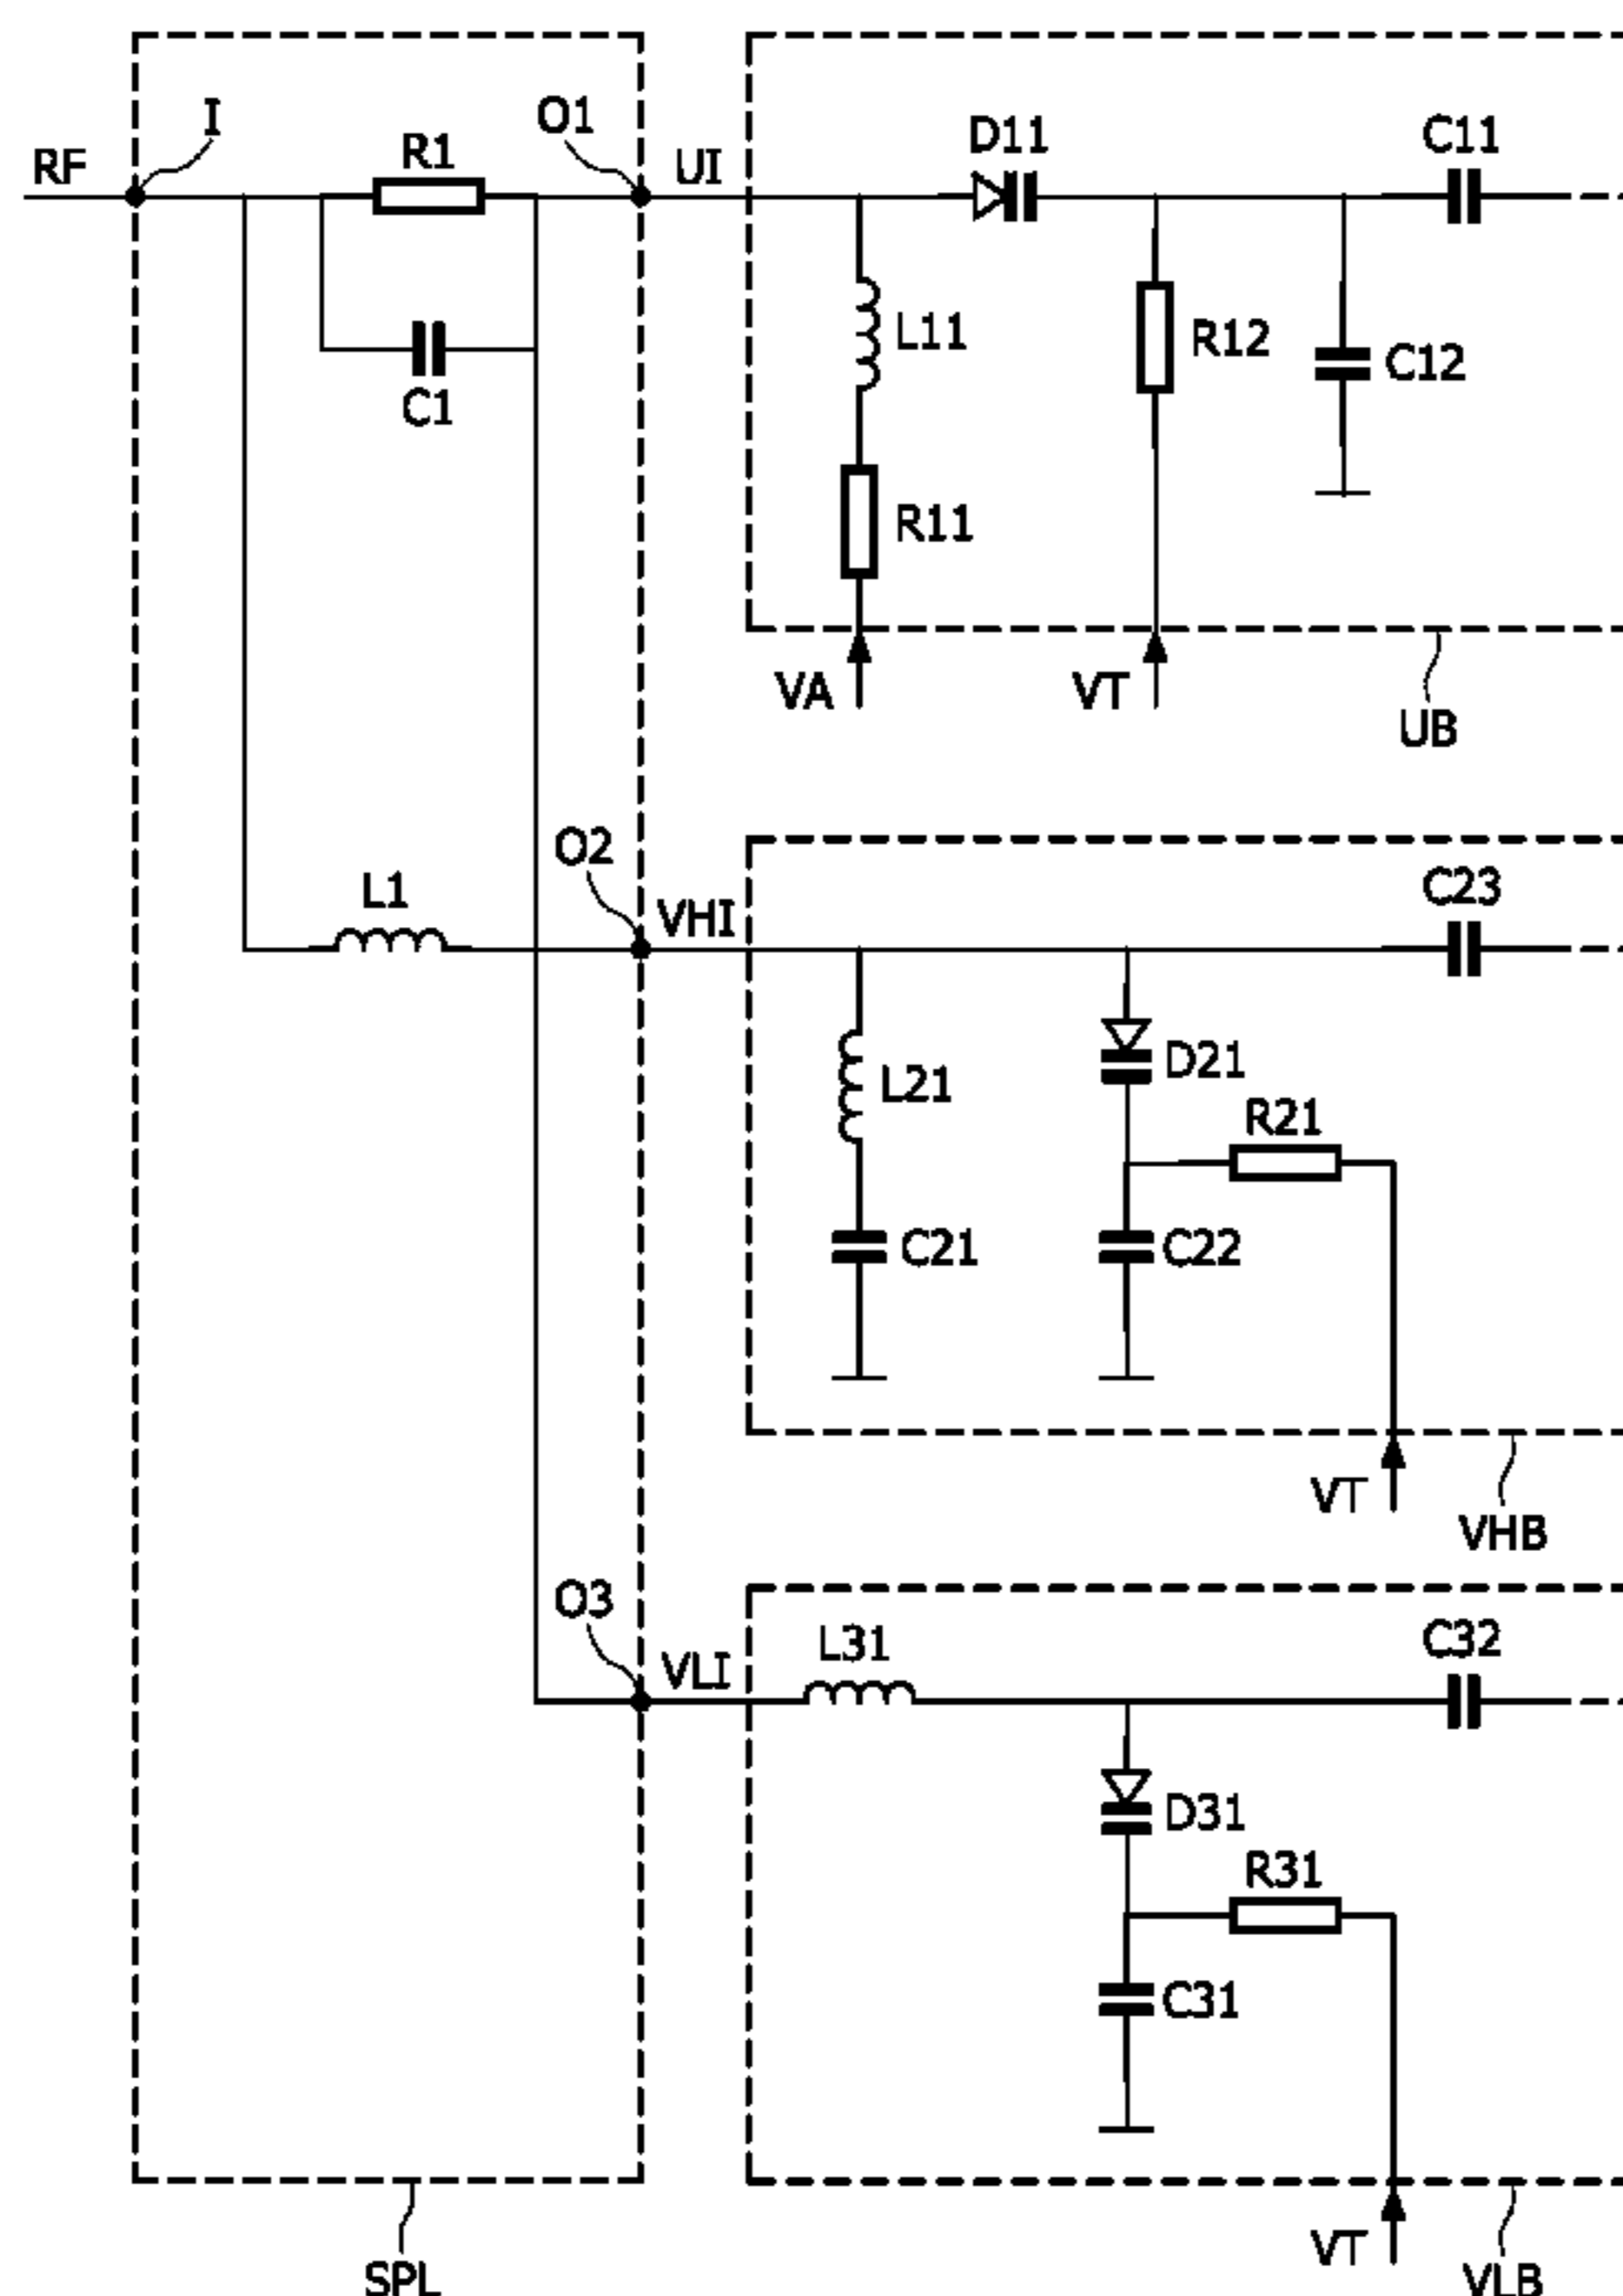 RF
I
R1
O1
UI
D11
C11
C1
L11
R12
C12
R11
VA
VT
UB
L1
O2
VHI
C23
L21
D21
R21
C21
C22
VT
VHB
O3
VLI
L31
C32
D31
R31
C31
VT
SPL
VLB